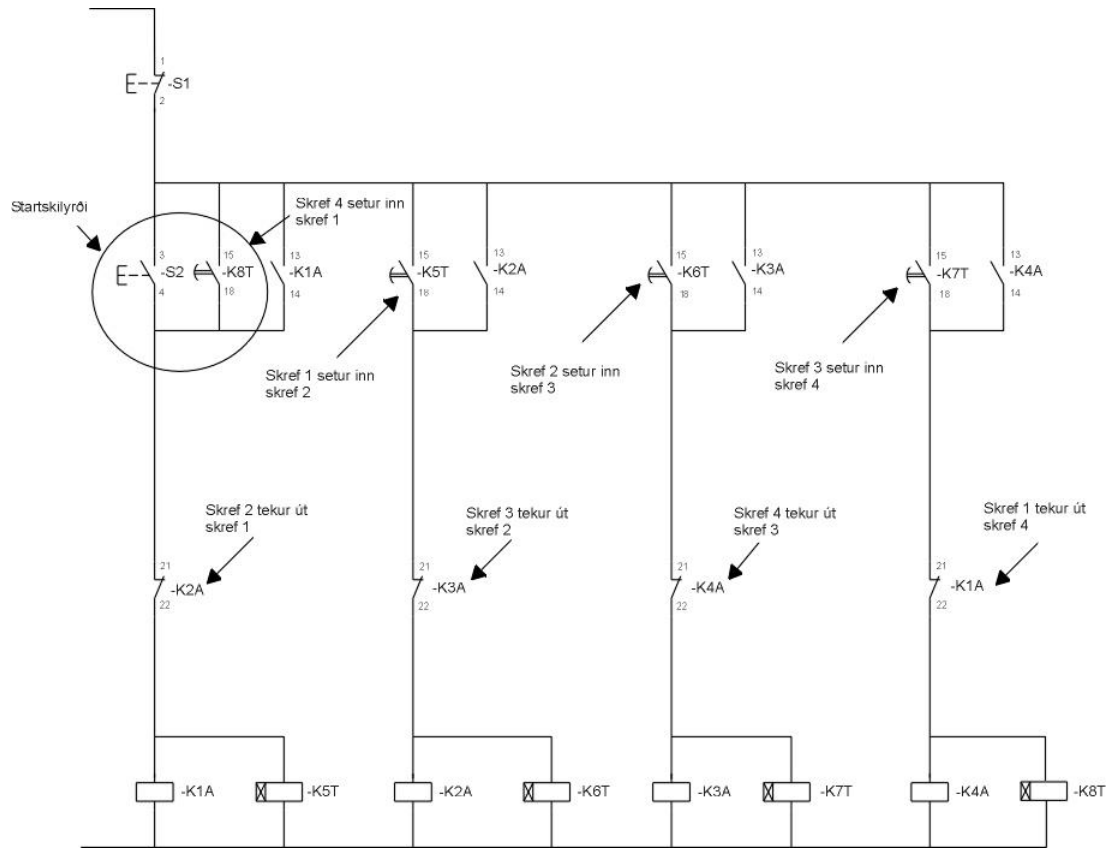 1
-S1
2
Startskilyrði
Skref 4 setur inn
skref 1
3
-S2
4
15
-K8T
18
13
-K1A
14
15
-K5T
18
13
-K2A
14
15
-K6T
18
13
-K3A
14
15
-K7T
18
13
-K4A
14
Skref 1 setur inn
skref 2
Skref 2 setur inn
skref 3
Skref 3 setur inn
skref 4
Skref 2 tekur út
skref 1
Skref 3 tekur út
skref 2
Skref 4 tekur út
skref 3
Skref 1 tekur út
skref 4
21
-K2A
22
21
-K3A
22
21
-K4A
22
21
-K1A
22
-K1A
-K5T
-K2A
-K6T
-K3A
-K7T
-K4A
-K8T